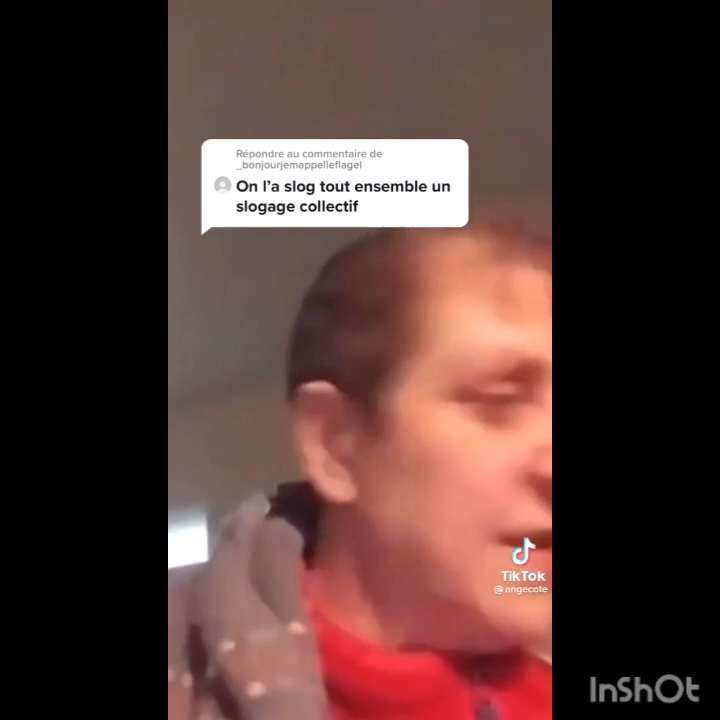 Répondre au commentaire de
_bonjourjemappelleflagel
On l’a slog tout ensemble un
slogage collectif
TikTok
@angecote
InShOt